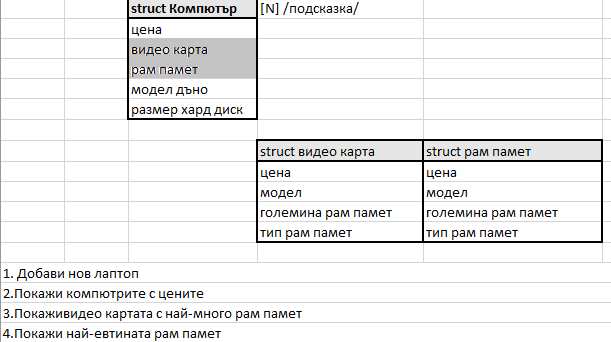 struct Компютър [N] /подсказка/
цена
видео карта
рам памет
модел дъно
размер хард диск
struct видео карта struct рам памет
цена цена
модел модел
големина рам памет големина рам памет
тип рам памет тип рам памет
1. Добави нов лаптоп
2.Покажи компютрите с цените
3.Покаживидео картата с най-много рам памет
4.Покажи най-евтината рам памет